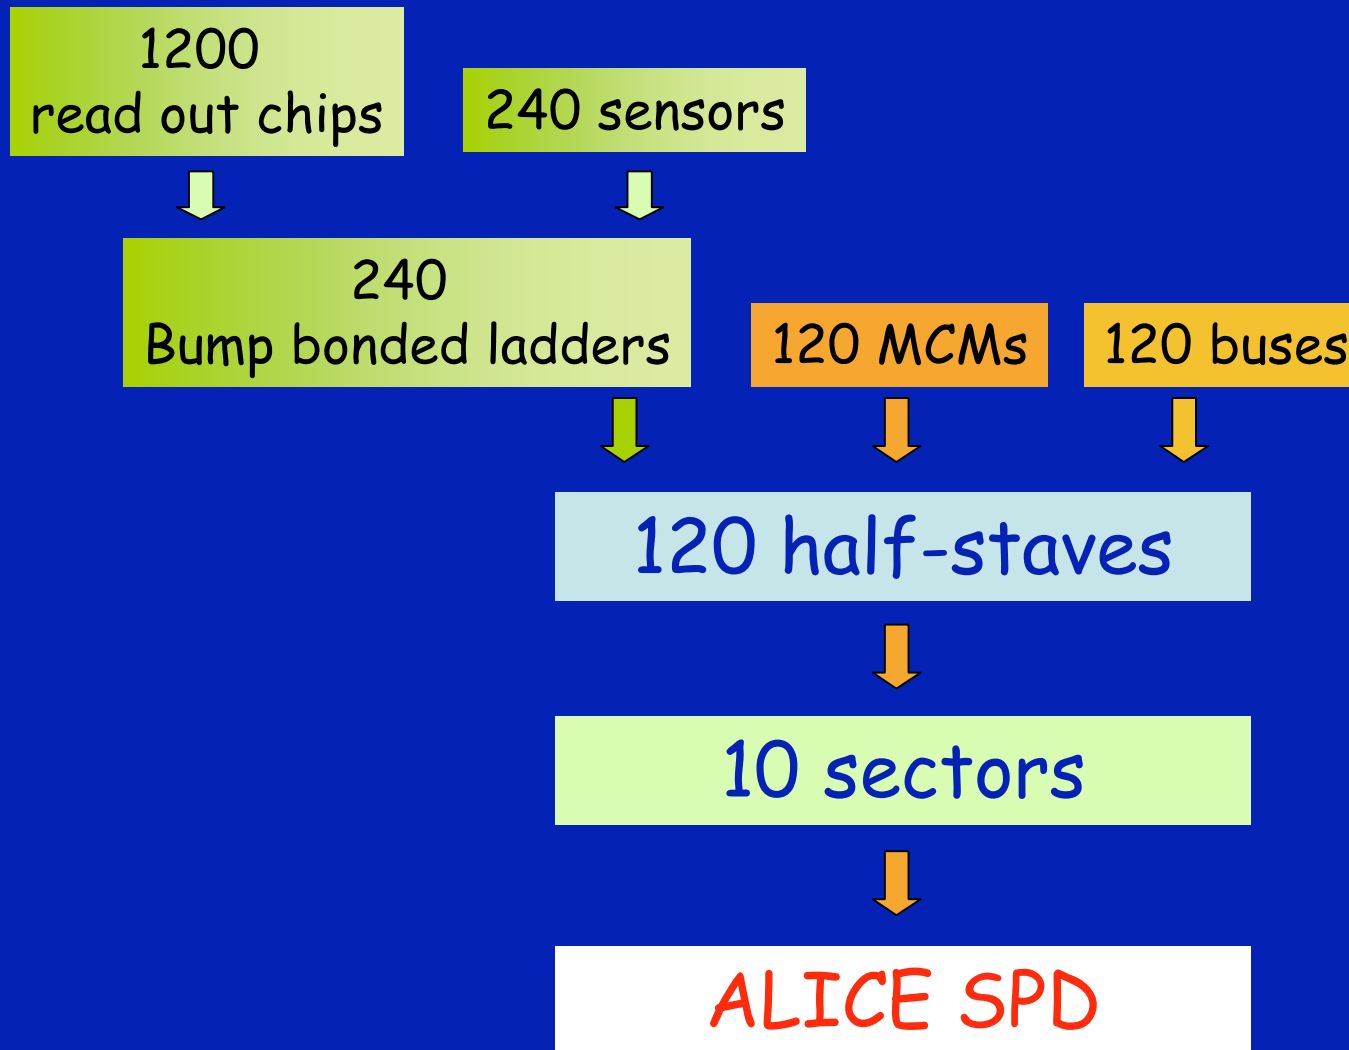 1200
read out chips
240 sensors
240
Bump bonded ladders
120 MCMs
120 buses
120 half-staves
10 sectors
ALICE SPD